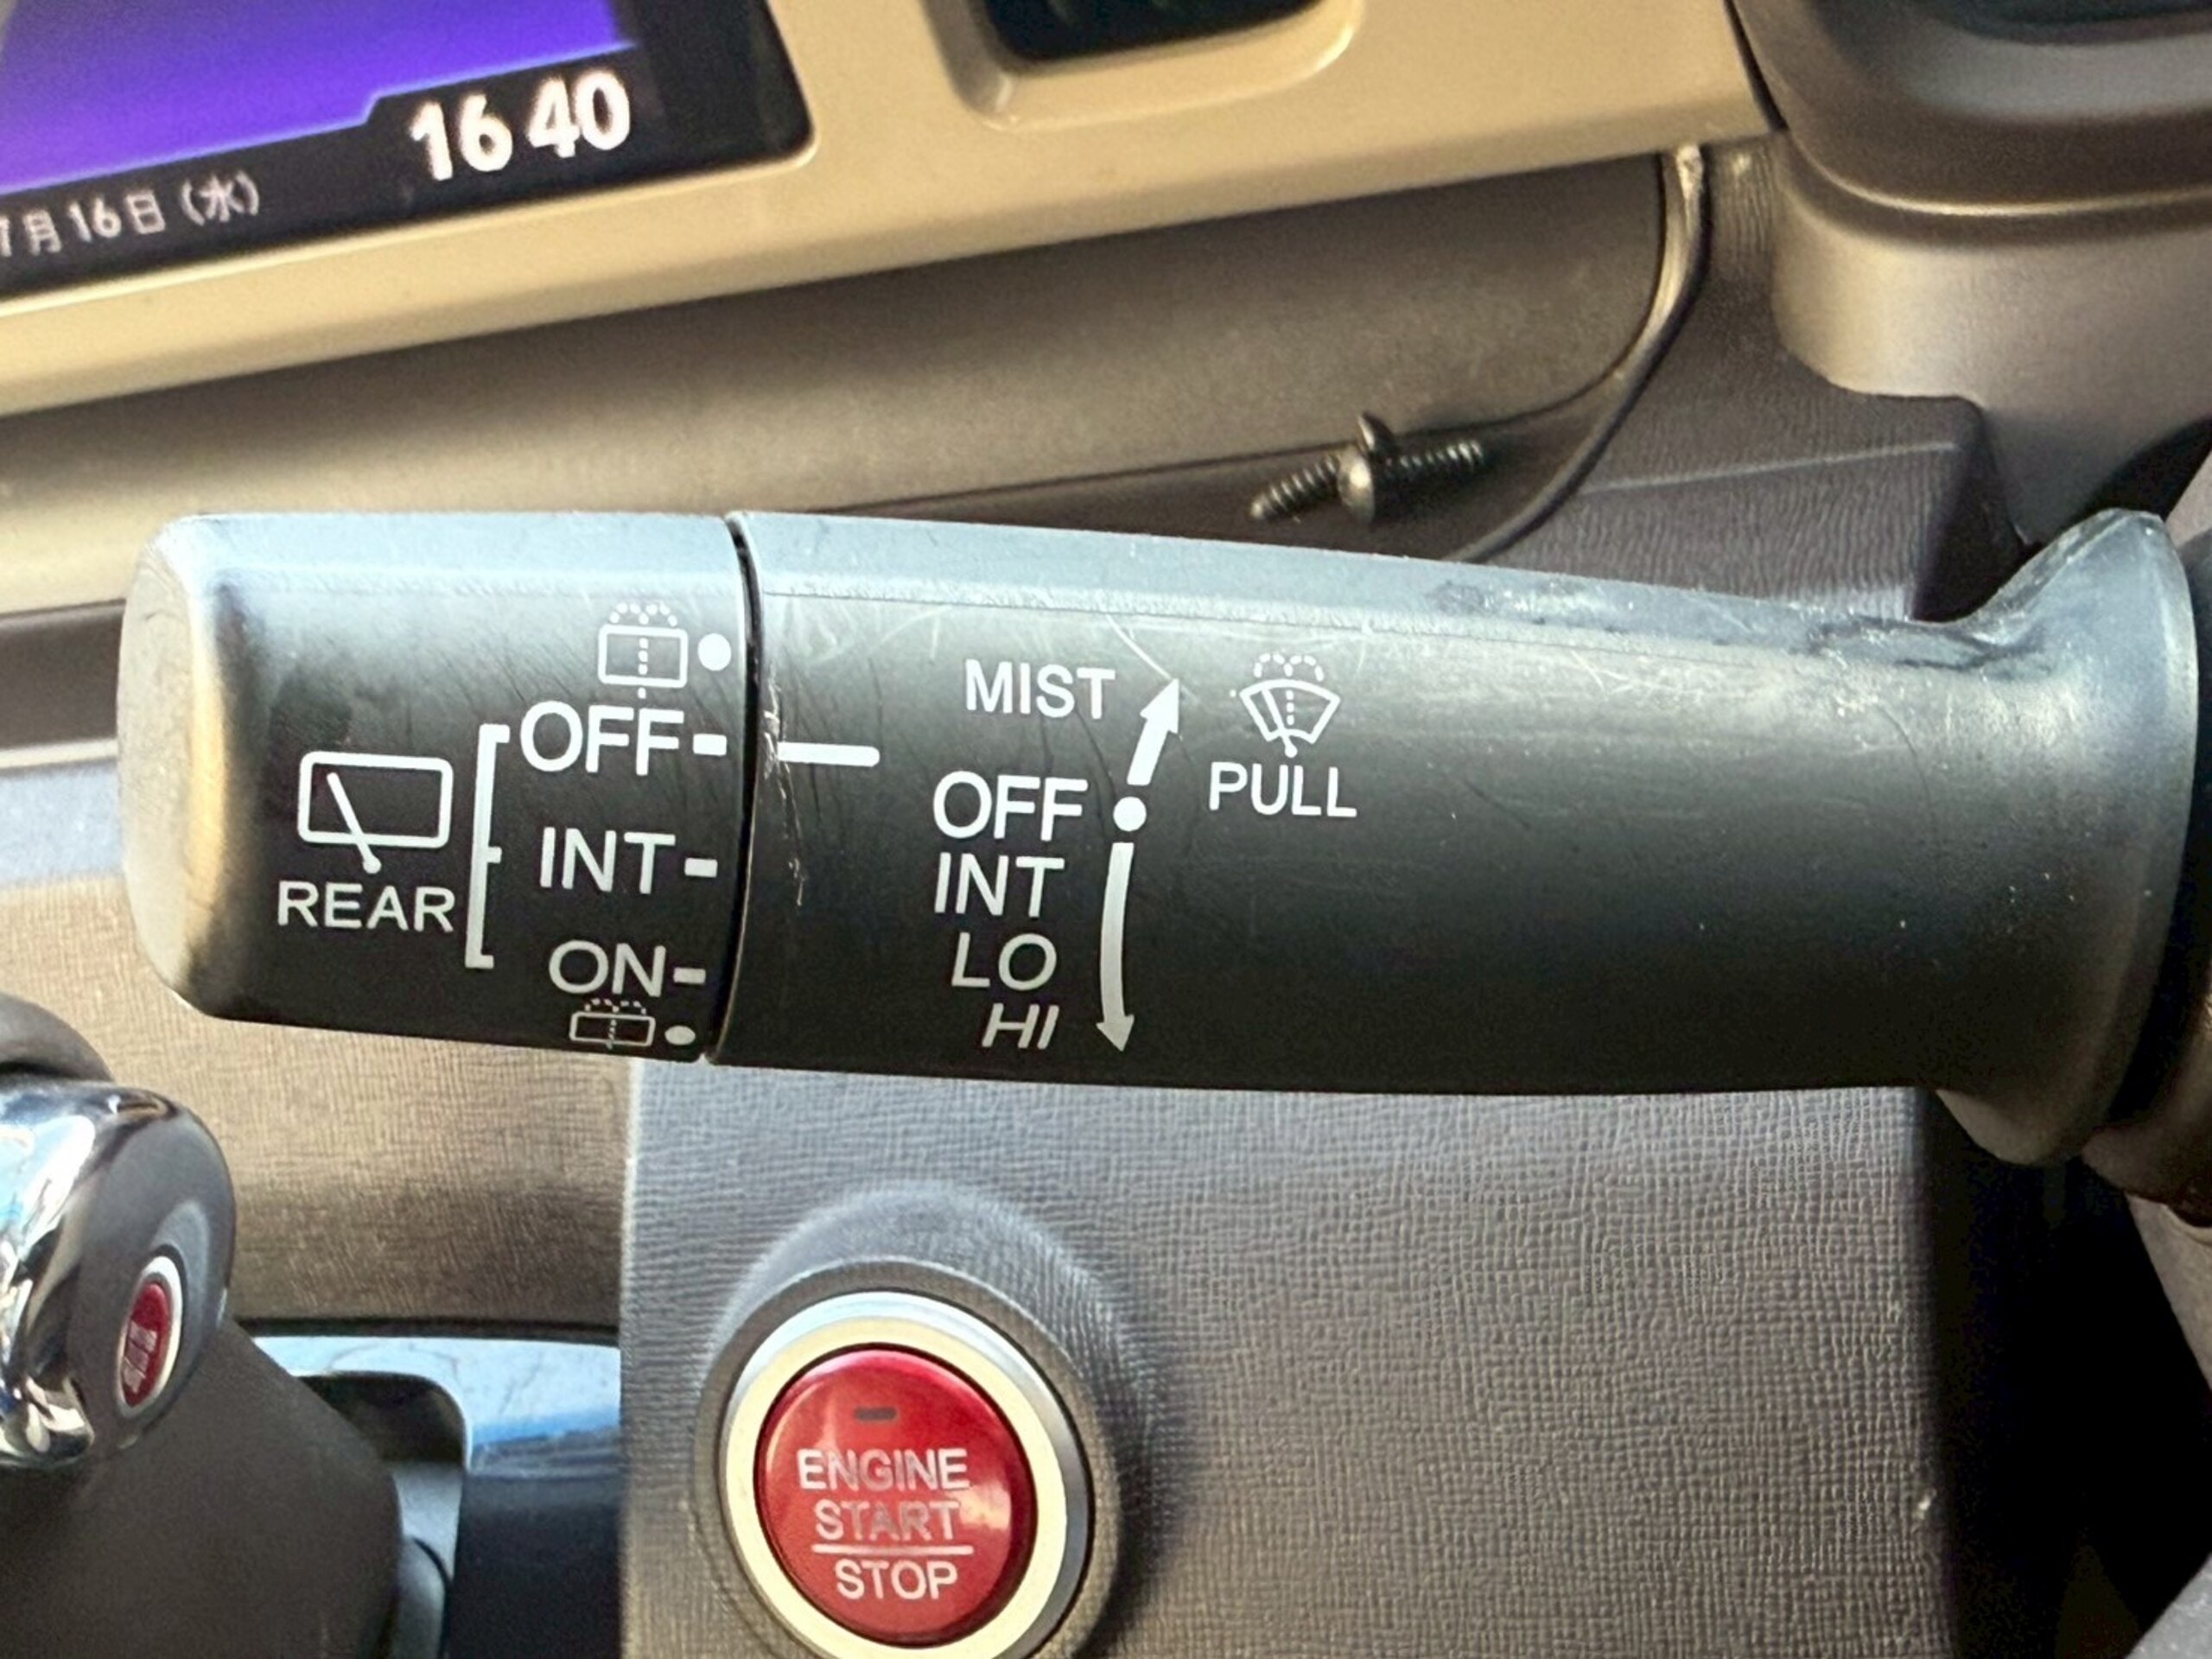 16 40
7月16日 (水)
MIST
OFF
INT
LO
HI
PULL
OFF
INT
ON
REAR
ENGINE
START
STOP